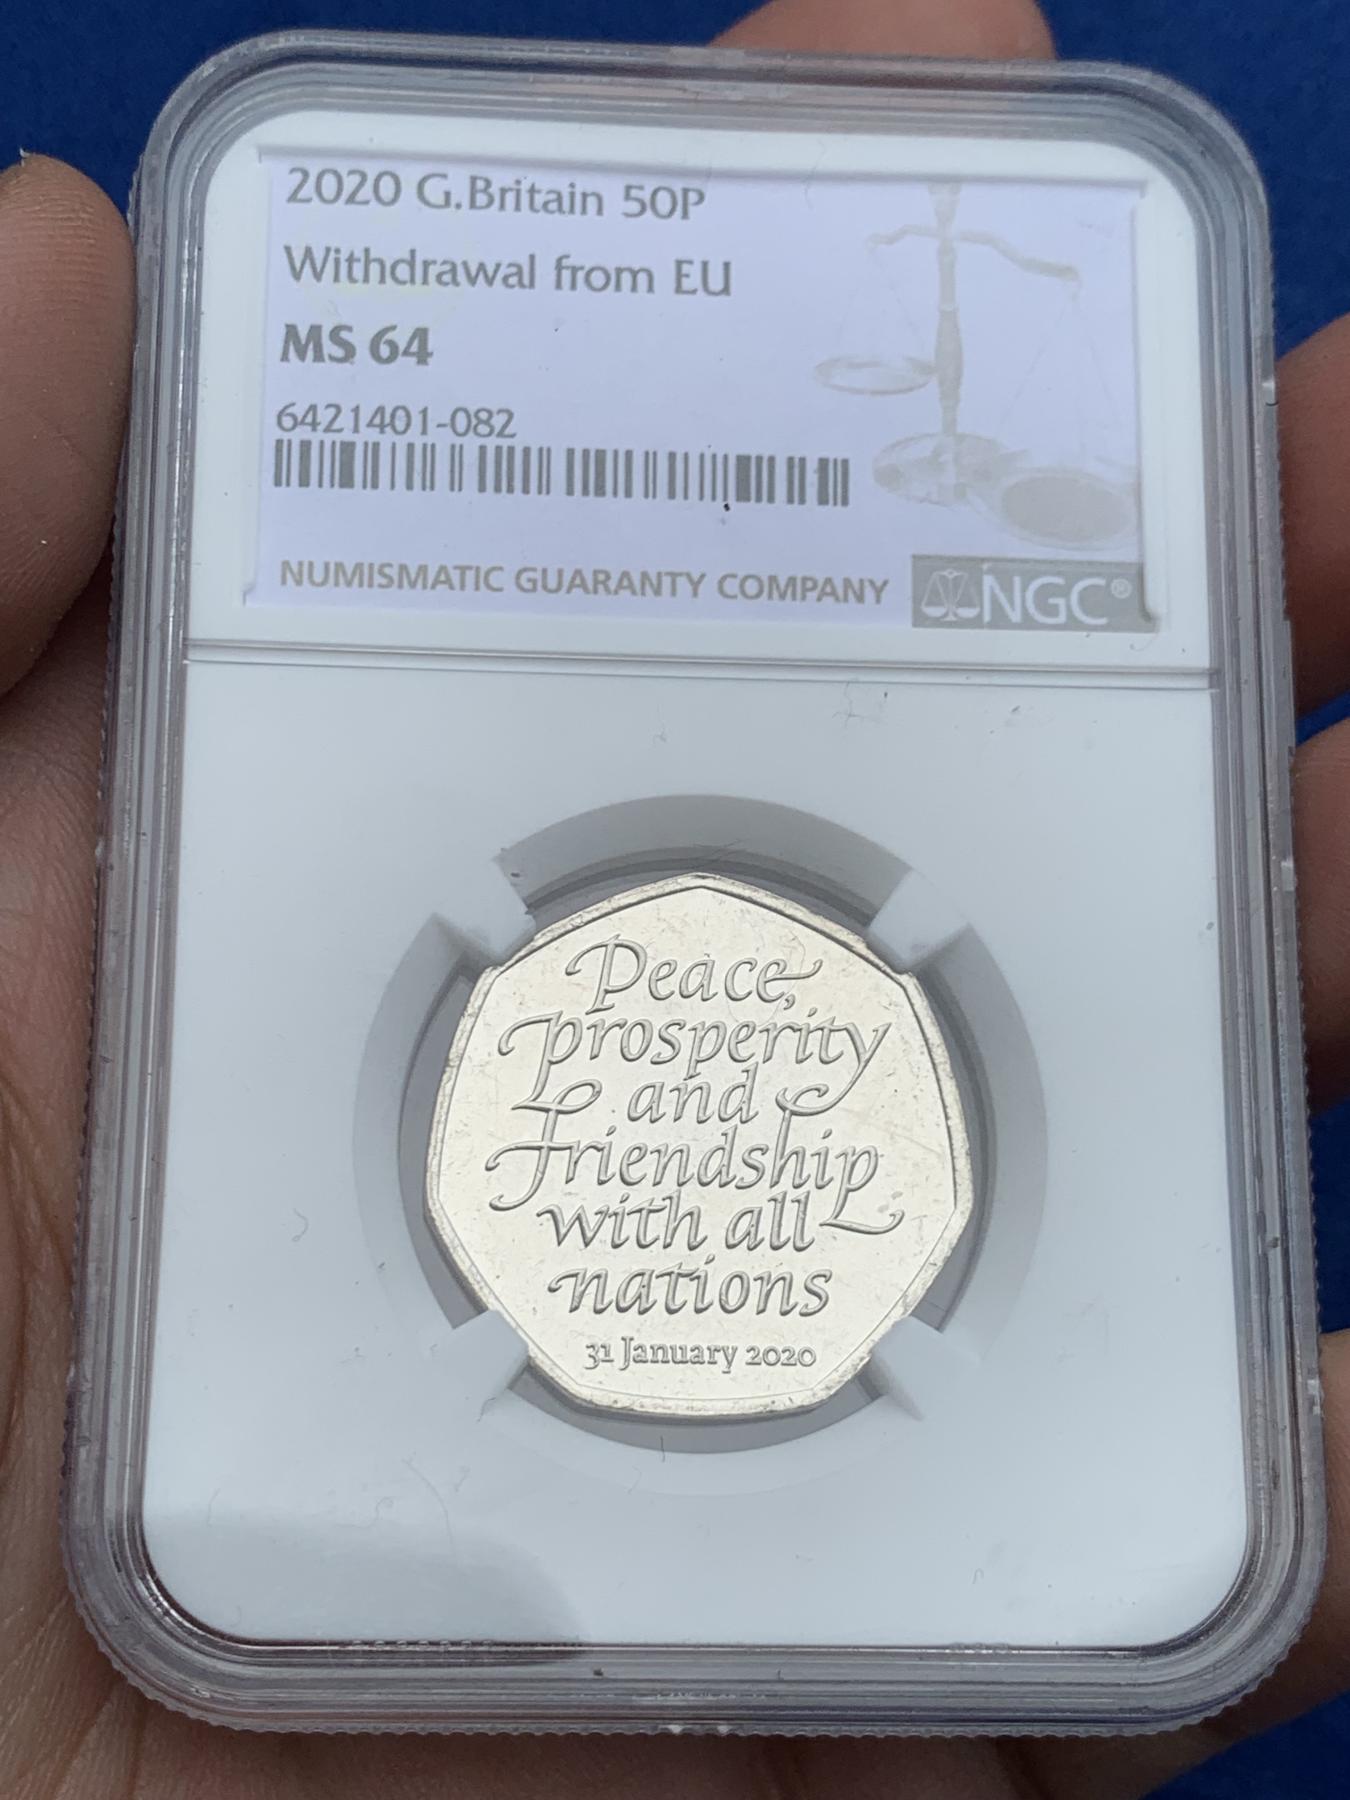 2020 G.Britain 50P
Withdrawal from EU
MS 64
6421401-082
NUMISMATIC GUARANTY COMPANY NGC®
Peace,
prosperity
and
friendship
with all
nations
31 January 2020